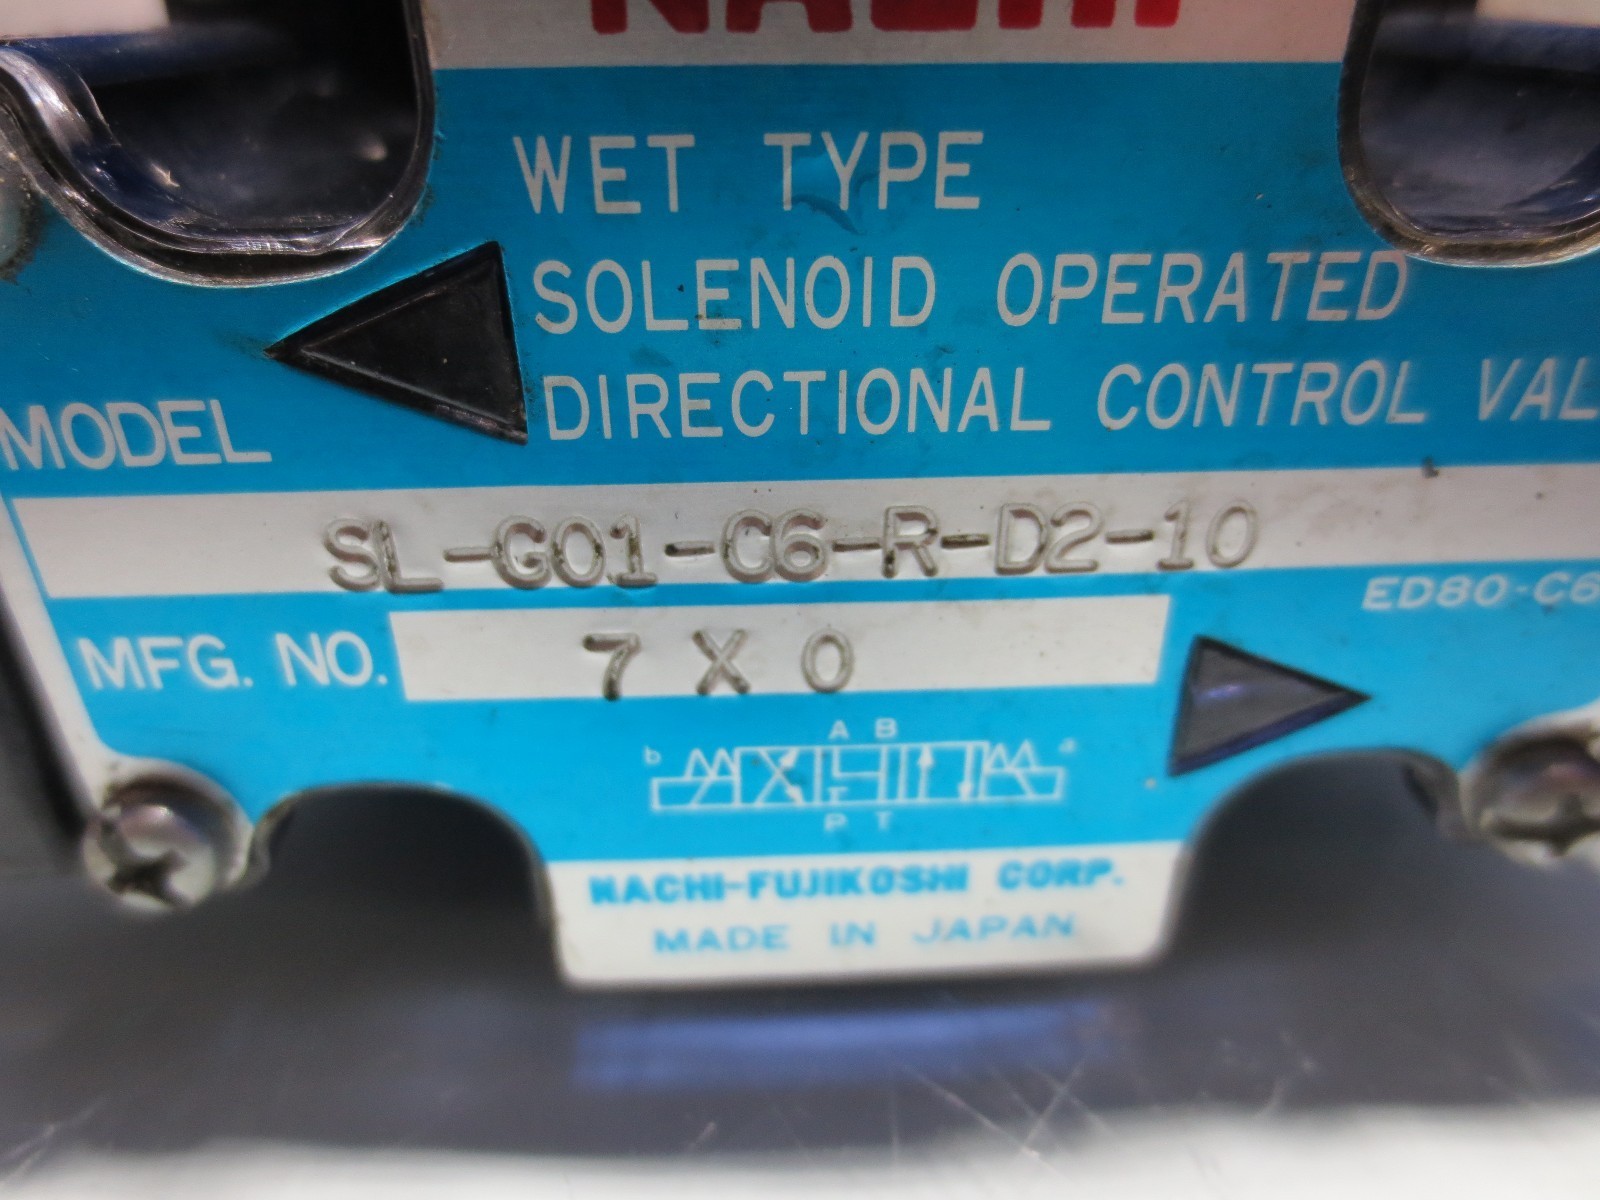 NACHI
WET TYPE
SOLENOID OPERATED
DIRECTIONAL CONTROL VAL
MODEL
SL-G01-C6-R-D2-10
ED80-C6
MFG. NO. 7 X 0
A B
b a
P T
NACHI-FUJIKOSHI CORP.
MADE IN JAPAN